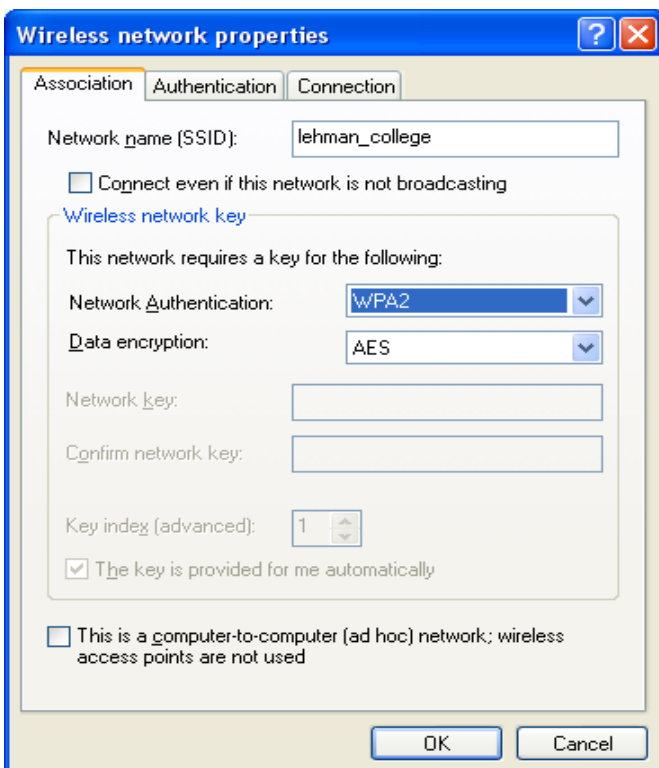 Wireless network properties
?
Association Authentication Connection
Network name (SSID): lehman_college
Connect even if this network is not broadcasting
Wireless network key
This network requires a key for the following:
Network Authentication: WPA2
Data encryption: AES
Network key:
Confirm network key:
Key index (advanced): 1
The key is provided for me automatically
This is a computer-to-computer (ad hoc) network; wireless
access points are not used
OK Cancel